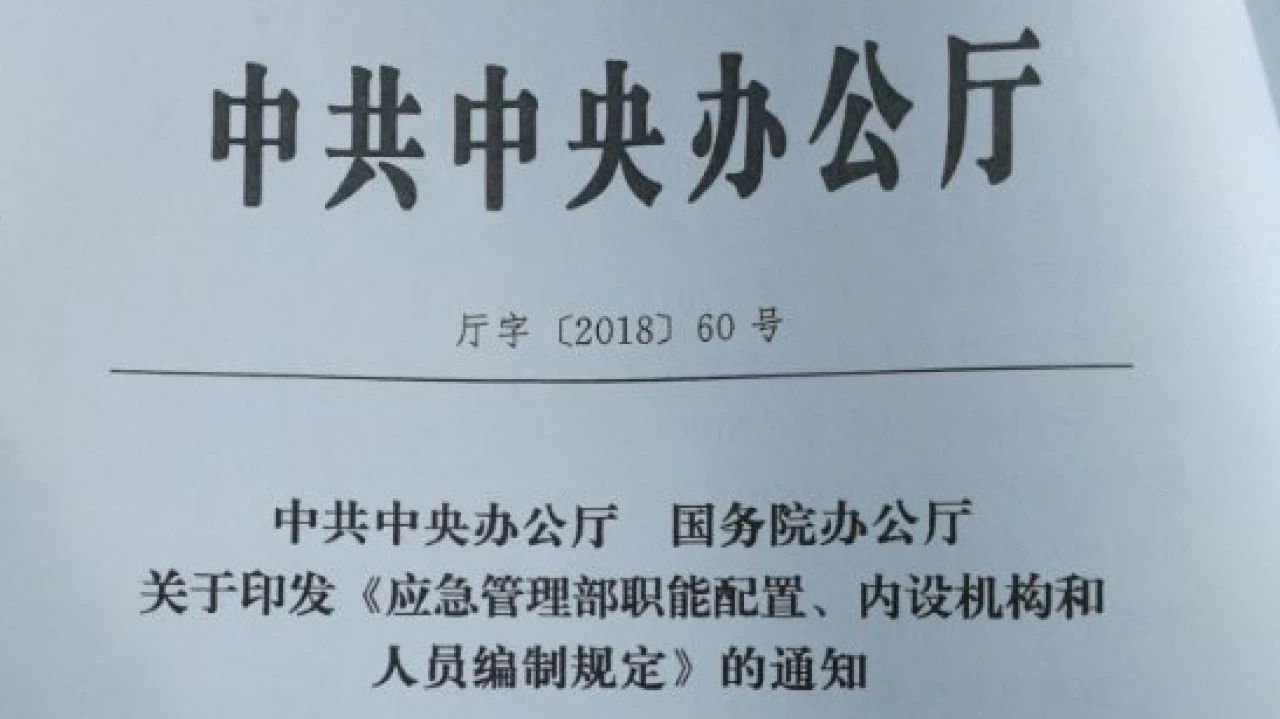 中共中央办公厅
厅字〔2018〕60号
中共中央办公厅 国务院办公厅
关于印发《应急管理部职能配置、内设机构和
人员编制规定》的通知